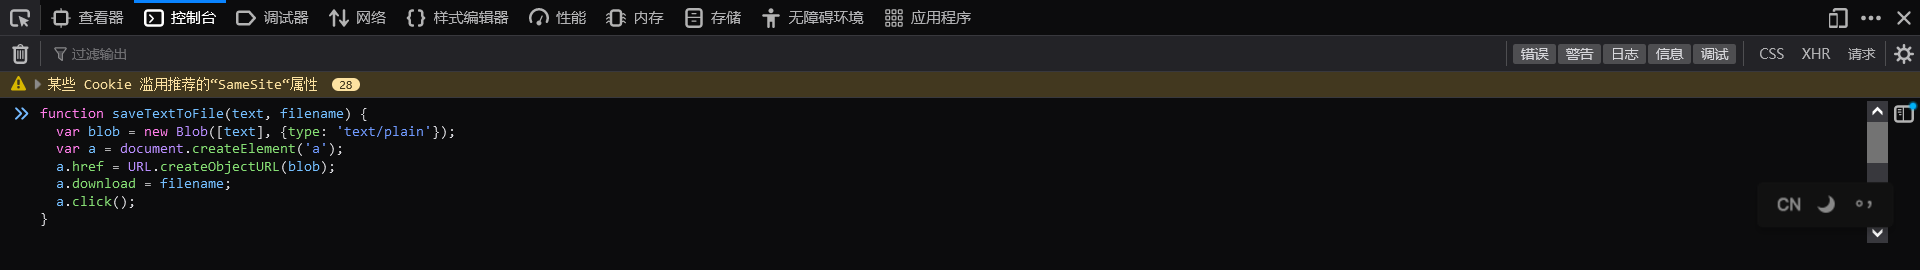 查看器 控制台 调试器 网络 样式编辑器 性能 内存 存储 无障碍环境 应用程序
过滤输出 错误 警告 日志 信息 调试 CSS XHR 请求
某些 Cookie 滥用推荐的“SameSite“属性 28
function saveTextToFile(text, filename) {
  var blob = new Blob([text], {type: 'text/plain'});
  var a = document.createElement('a');
  a.href = URL.createObjectURL(blob);
  a.download = filename;
  a.click();
}
CN